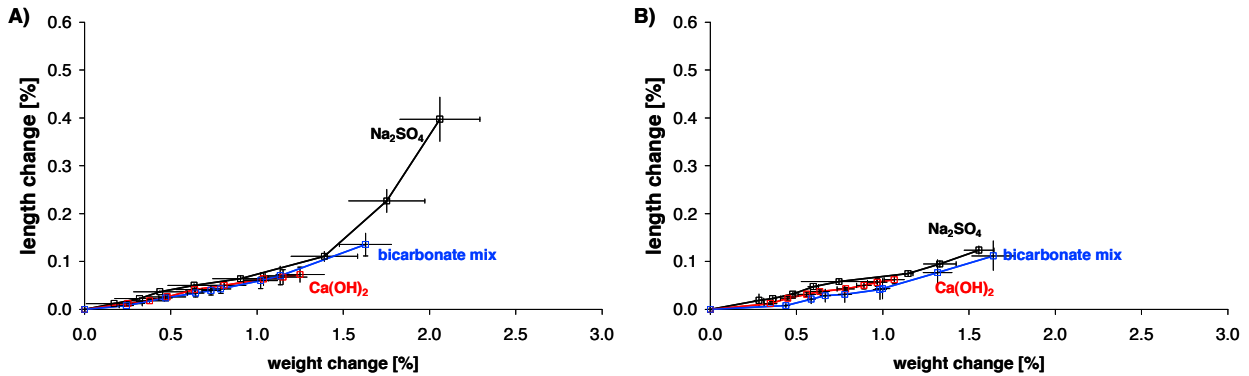 A)
length change [%]
0.6
0.5
0.4
0.3
0.2
0.1
0.0
Na₂SO₄
bicarbonate mix
Ca(OH)₂
0.0 0.5 1.0 1.5 2.0 2.5 3.0
weight change [%]
B)
length change [%]
0.6
0.5
0.4
0.3
0.2
0.1
0.0
Na₂SO₄
bicarbonate mix
Ca(OH)₂
0.0 0.5 1.0 1.5 2.0 2.5 3.0
weight change [%]